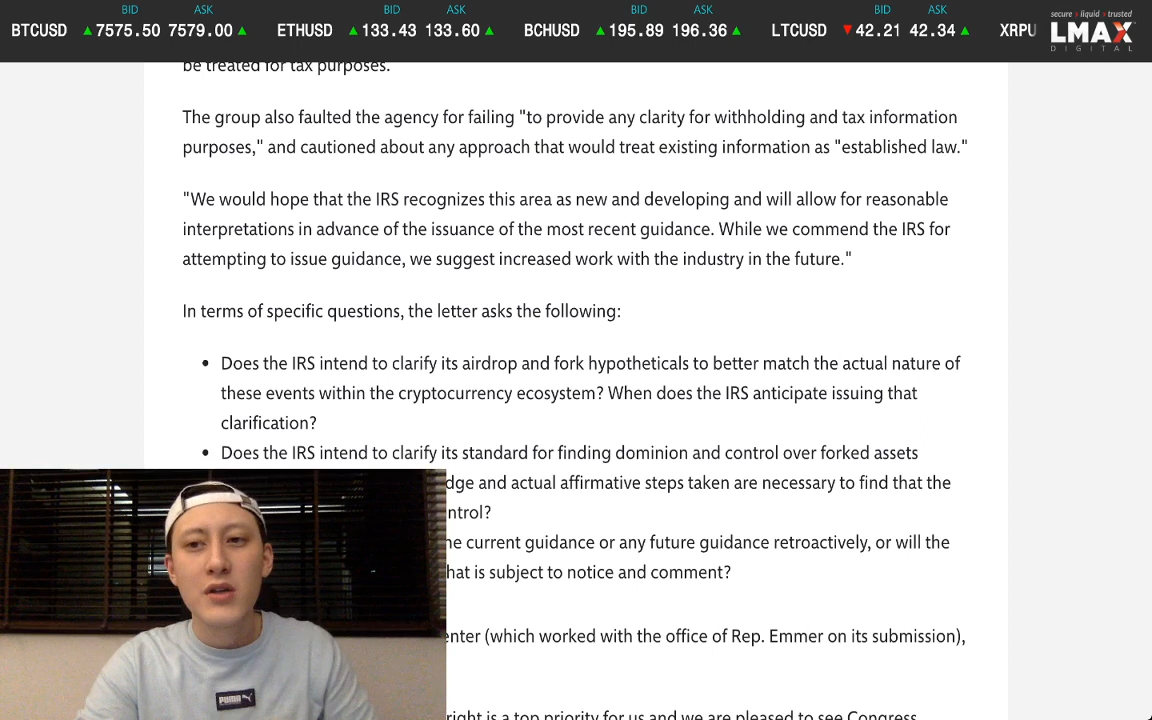 BID ASK BID ASK BID ASK BID ASK
BTCUSD 7575.50 7579.00 ETHUSD 133.43 133.60 BCHUSD 195.89 196.36 LTCUSD 42.21 42.34 XRPU
secure liquid trusted
LMAX
DIGITAL
be treated for tax purposes.
The group also faulted the agency for failing "to provide any clarity for withholding and tax information
purposes," and cautioned about any approach that would treat existing information as "established law."
"We would hope that the IRS recognizes this area as new and developing and will allow for reasonable
interpretations in advance of the issuance of the most recent guidance. While we commend the IRS for
attempting to issue guidance, we suggest increased work with the industry in the future."
In terms of specific questions, the letter asks the following:
• Does the IRS intend to clarify its airdrop and fork hypotheticals to better match the actual nature of
these events within the cryptocurrency ecosystem? When does the IRS anticipate issuing that
clarification?
• Does the IRS intend to clarify its standard for finding dominion and control over forked assets
dge and actual affirmative steps taken are necessary to find that the
ntrol?
he current guidance or any future guidance retroactively, or will the
hat is subject to notice and comment?
enter (which worked with the office of Rep. Emmer on its submission),
right is a top priority for us and we are pleased to see Congress
PUMA